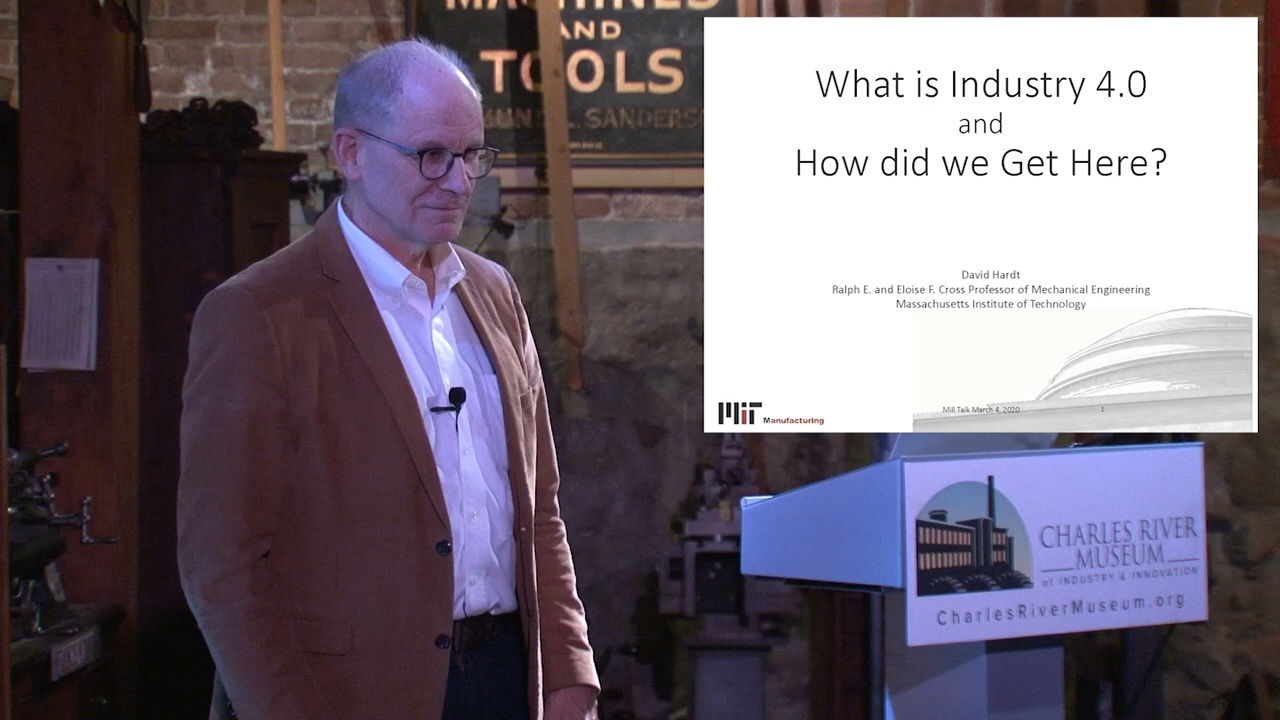 MACHINES
AND
TOOLS
What is Industry 4.0
and
How did we Get Here?
David Hardt
Ralph E. and Eloise F. Cross Professor of Mechanical Engineering
Massachusetts Institute of Technology
Mill Talk March 4, 2020 1
MIT Manufacturing
CHARLES RIVER
MUSEUM
of INDUSTRY & INNOVATION
CharlesRiverMuseum.org